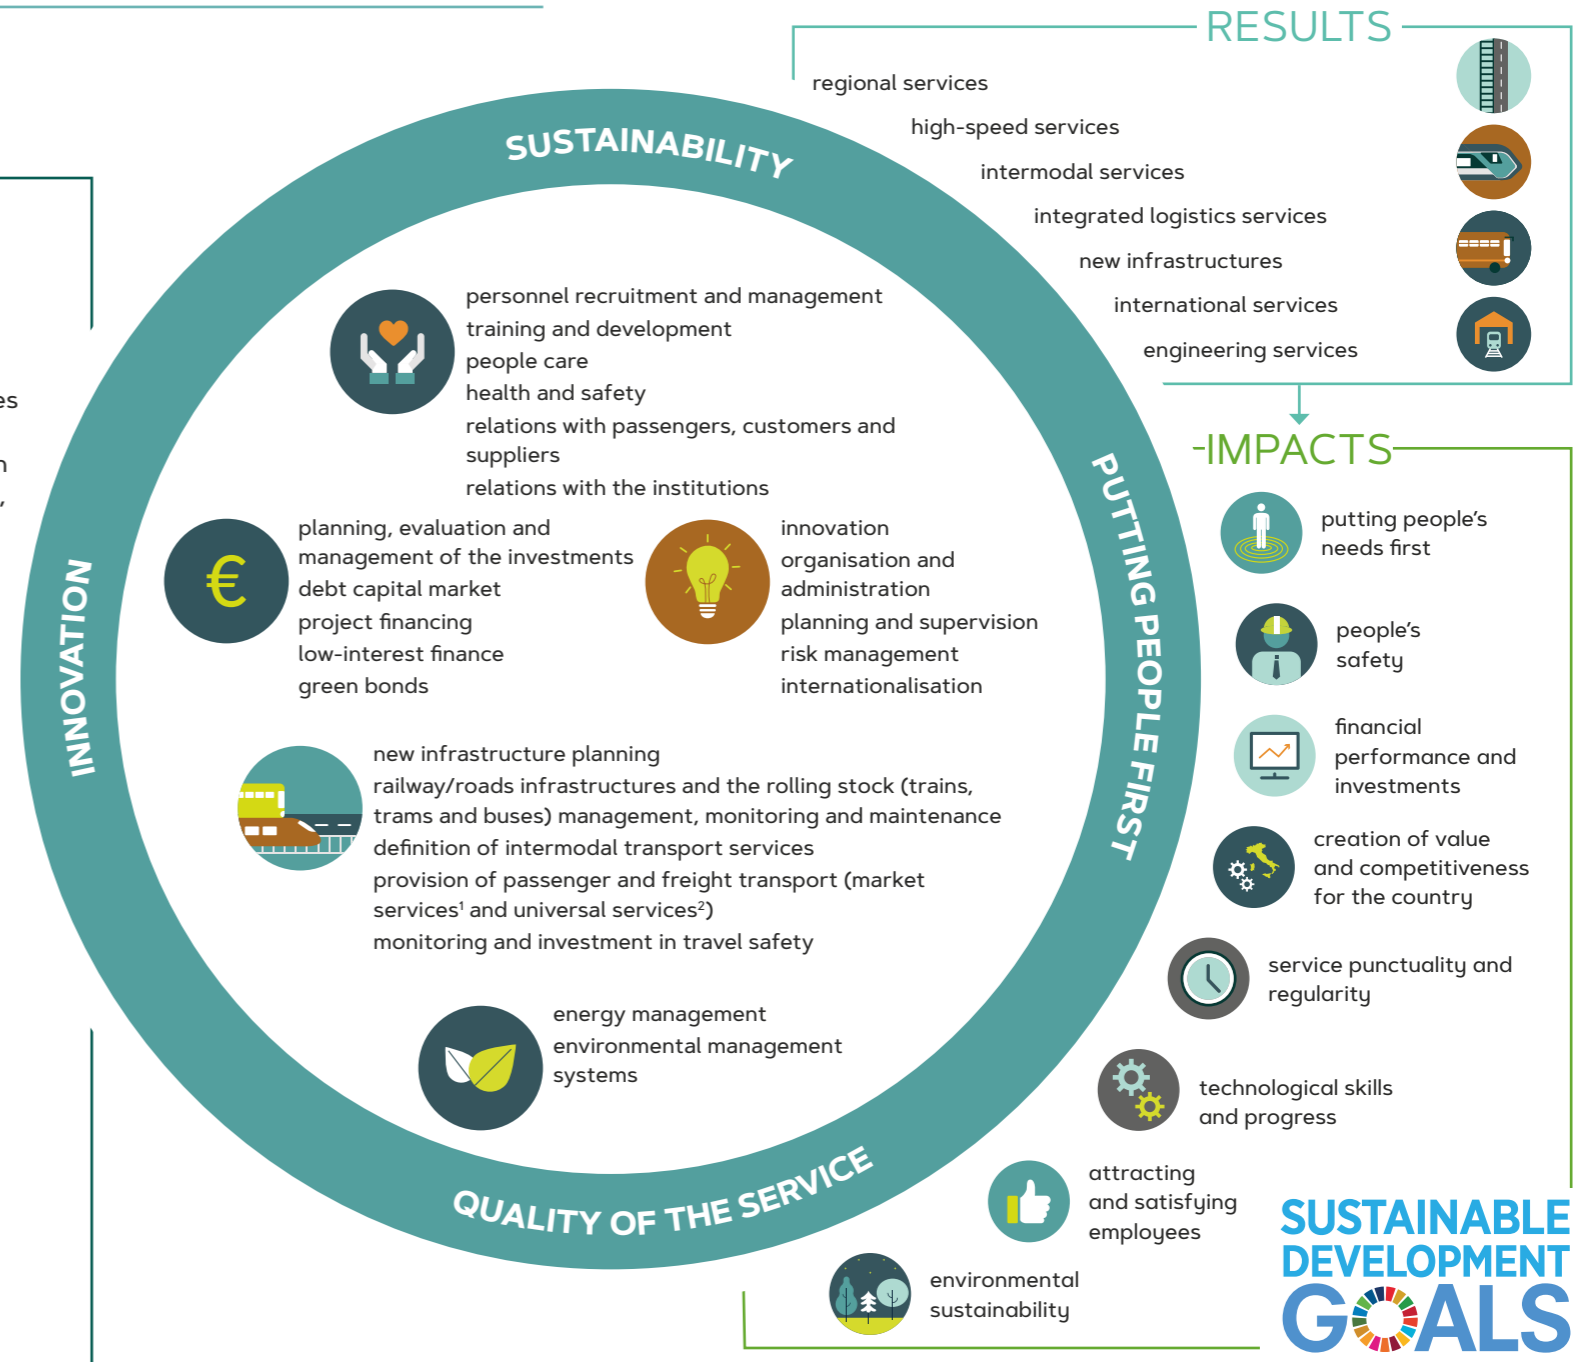 RESULTS
regional services
high-speed services
intermodal services
integrated logistics services
new infrastructures
international services
engineering services
SUSTAINABILITY
INNOVATION
PUTTING PEOPLE FIRST
QUALITY OF THE SERVICE
personnel recruitment and management
training and development
people care
health and safety
relations with passengers, customers and
suppliers
relations with the institutions
€
planning, evaluation and
management of the investments
debt capital market
project financing
low-interest finance
green bonds
innovation
organisation and
administration
planning and supervision
risk management
internationalisation
new infrastructure planning
railway/roads infrastructures and the rolling stock (trains,
trams and buses) management, monitoring and maintenance
definition of intermodal transport services
provision of passenger and freight transport (market
services¹ and universal services²)
monitoring and investment in travel safety
energy management
environmental management
systems
IMPACTS
putting people’s
needs first
people’s
safety
financial
performance and
investments
creation of value
and competitiveness
for the country
service punctuality and
regularity
technological skills
and progress
attracting
and satisfying
employees
environmental
sustainability
SUSTAINABLE
DEVELOPMENT
GOALS